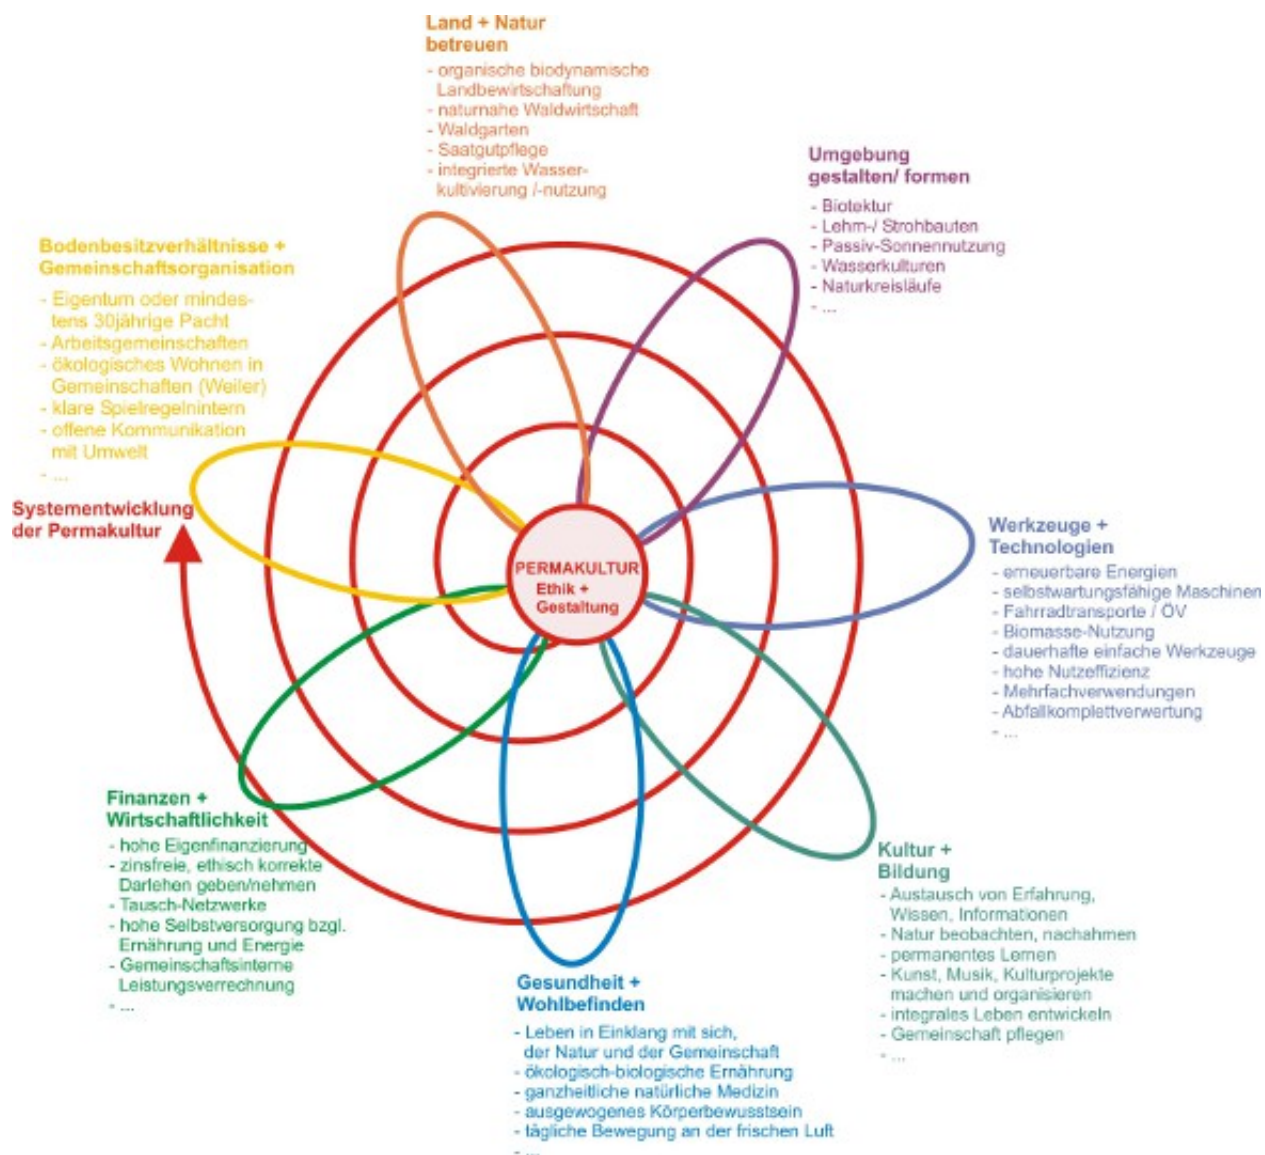 Land + Natur
betreuen
- organische biodynamische
Landbewirtschaftung
- naturnahe Waldwirtschaft
- Waldgarten
- Saatgutpflege
- integrierte Wasser-
kultivierung /-nutzung
Umgebung
gestalten/ formen
- Biotektur
- Lehm-/ Strohbauten
- Passiv-Sonnennutzung
- Wasserkulturen
- Naturkreisläufe
- ...
Bodenbesitzverhältnisse +
Gemeinschaftsorganisation
- Eigentum oder mindes-
tens 30jährige Pacht
- Arbeitsgemeinschaften
- ökologisches Wohnen in
Gemeinschaften (Weiler)
- klare Spielregelnintern
- offene Kommunikation
mit Umwelt
- ...
Systementwicklung
der Permakultur
PERMAKULTUR
Ethik +
Gestaltung
Werkzeuge +
Technologien
- erneuerbare Energien
- selbstwartungsfähige Maschinen
- Fahrradtransporte / ÖV
- Biomasse-Nutzung
- dauerhafte einfache Werkzeuge
- hohe Nutzeffizienz
- Mehrfachverwendungen
- Abfallkomplettverwertung
- ...
Finanzen +
Wirtschaftlichkeit
- hohe Eigenfinanzierung
- zinsfreie, ethisch korrekte
Darlehen geben/nehmen
- Tausch-Netzwerke
- hohe Selbstversorgung bzgl.
Ernährung und Energie
- Gemeinschaftsinterne
Leistungsverrechnung
- ...
Kultur +
Bildung
- Austausch von Erfahrung,
Wissen, Informationen
- Natur beobachten, nachahmen
- permanentes Lernen
- Kunst, Musik, Kulturprojekte
machen und organisieren
- integrales Leben entwickeln
- Gemeinschaft pflegen
- ...
Gesundheit +
Wohlbefinden
- Leben in Einklang mit sich,
der Natur und der Gemeinschaft
- ökologisch-biologische Ernährung
- ganzheitliche natürliche Medizin
- ausgewogenes Körperbewusstsein
- tägliche Bewegung an der frischen Luft
- ...